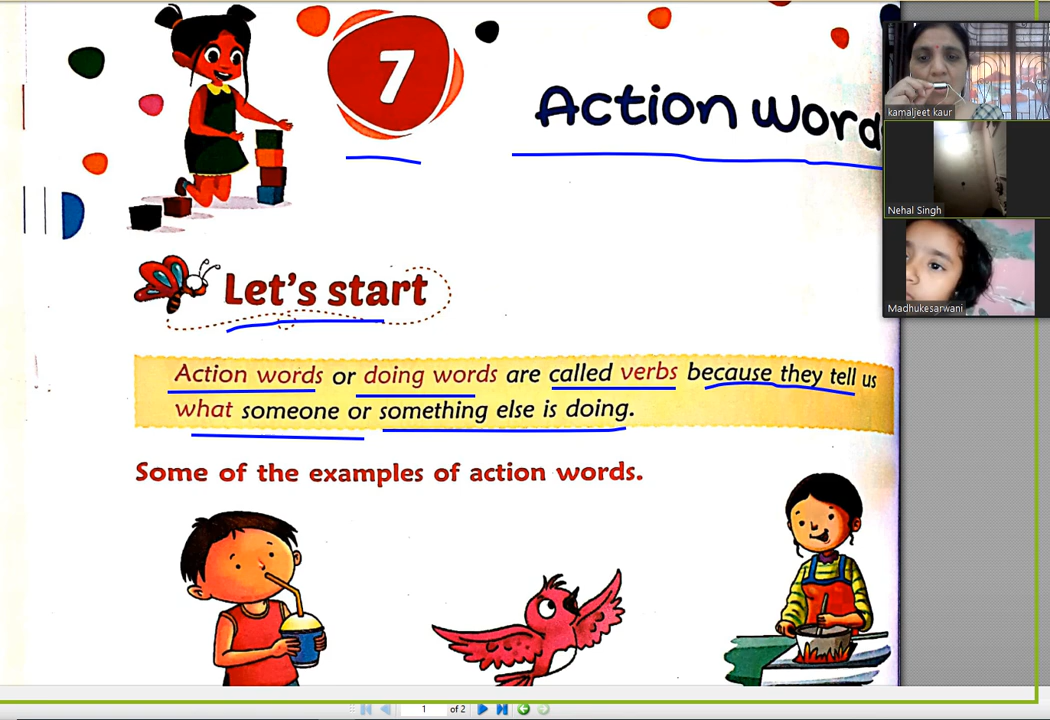 7
Action Word
Let's start
Action words or doing words are called verbs because they tell us
what someone or something else is doing.
Some of the examples of action words.
kamaljeet kaur
Nehal Singh
Madhukesarwani
1 of 2